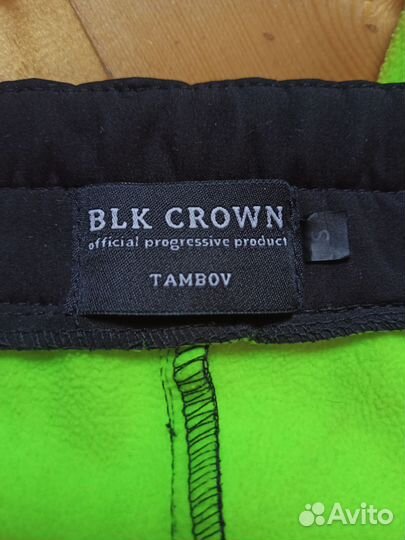 BLK CROWN
official progressive product
TAMBOV
S
Avito